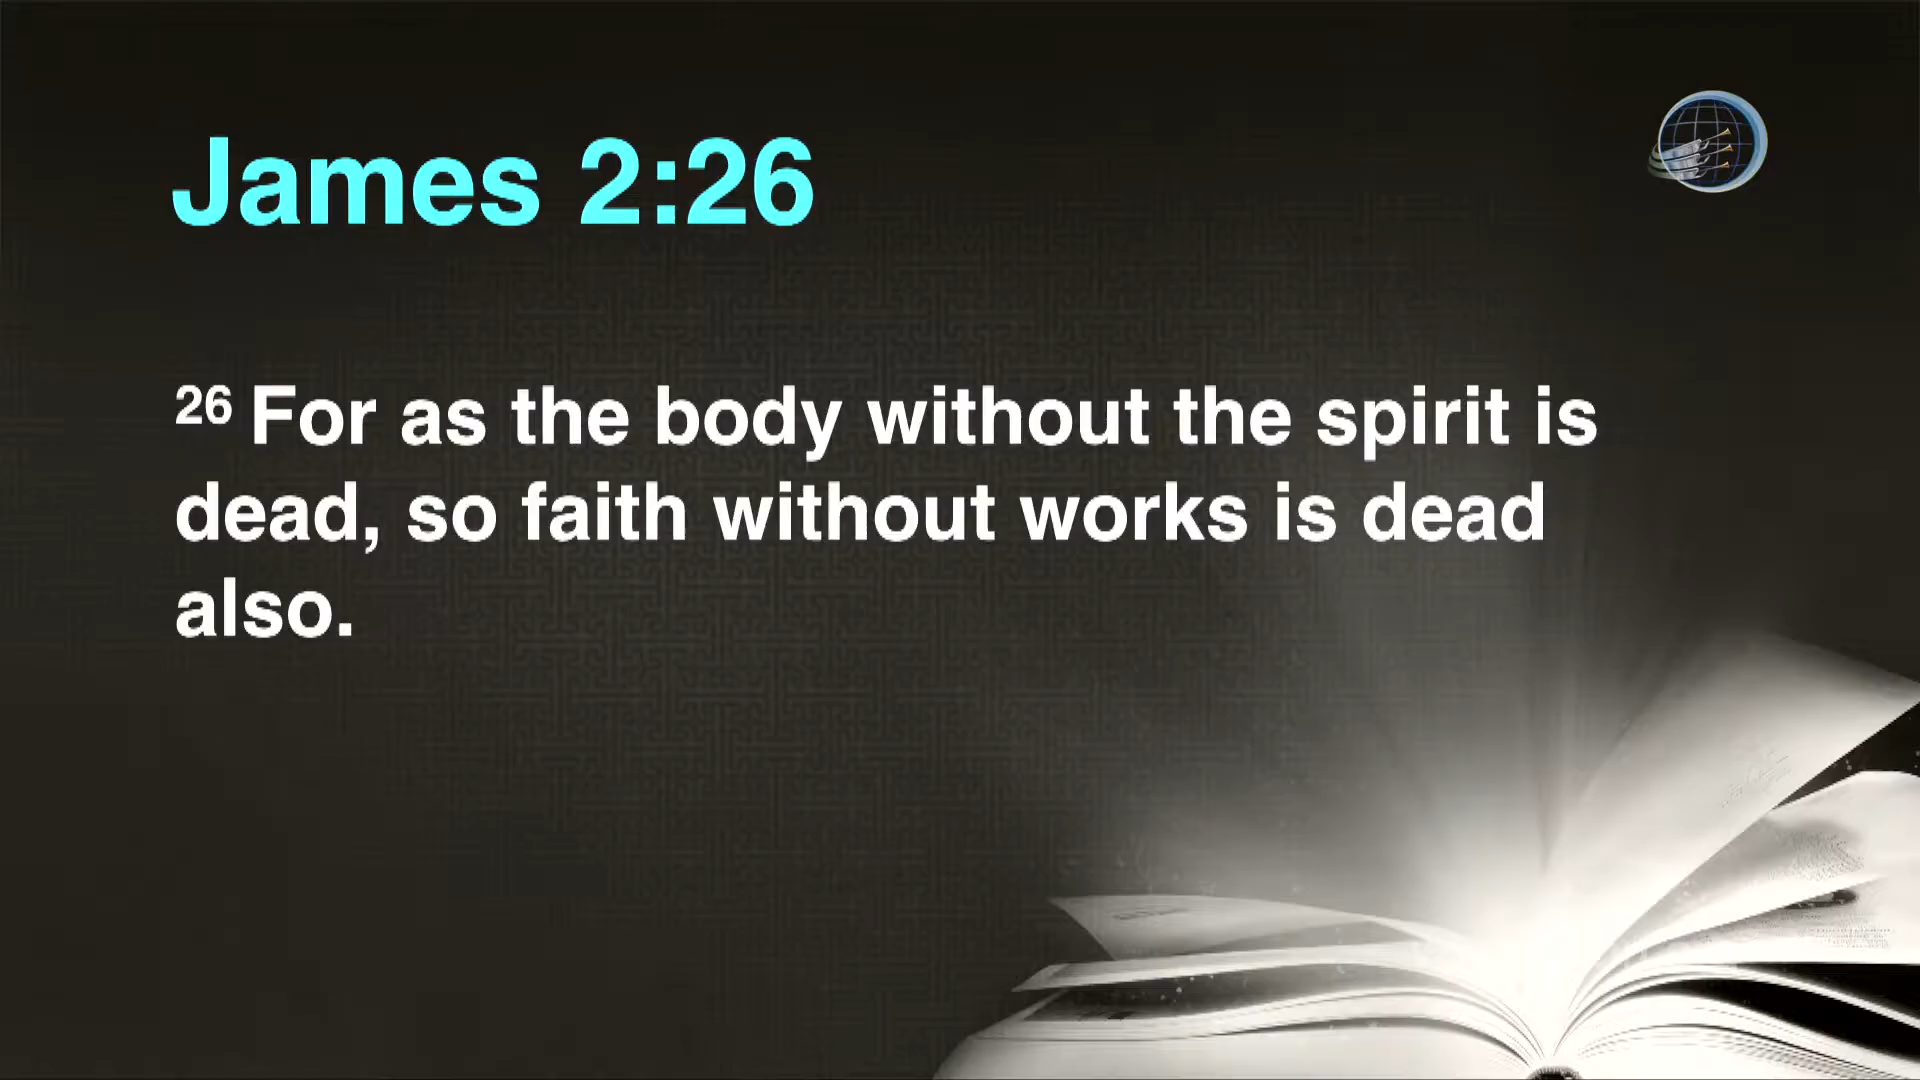 James 2:26
26 For as the body without the spirit is
dead, so faith without works is dead
also.